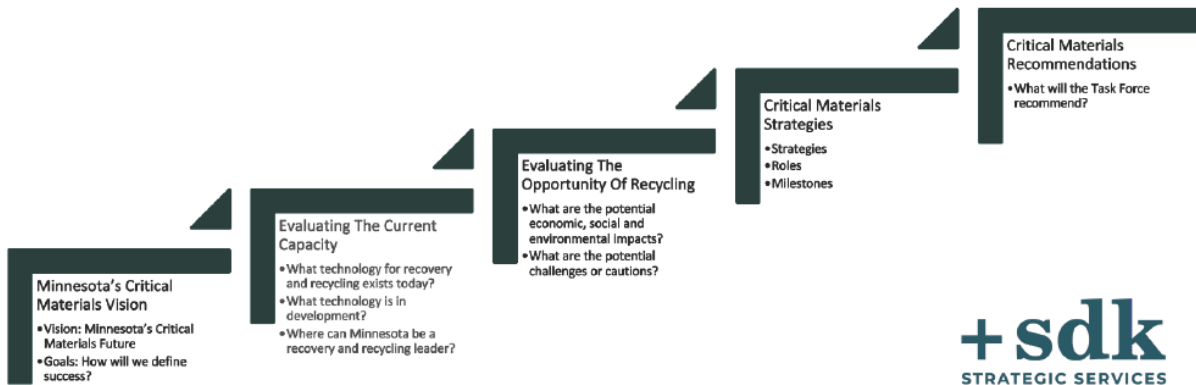 Minnesota's Critical
Materials Vision
•Vision: Minnesota's Critical
Materials Future
•Goals: How will we define
success?
Evaluating The Current
Capacity
•What technology for recovery
and recycling exists today?
•What technology is in
development?
•Where can Minnesota be a
recovery and recycling leader?
Evaluating The
Opportunity Of Recycling
•What are the potential
economic, social and
environmental impacts?
•What are the potential
challenges or cautions?
Critical Materials
Strategies
•Strategies
•Roles
•Milestones
Critical Materials
Recommendations
•What will the Task Force
recommend?
+sdk
STRATEGIC SERVICES